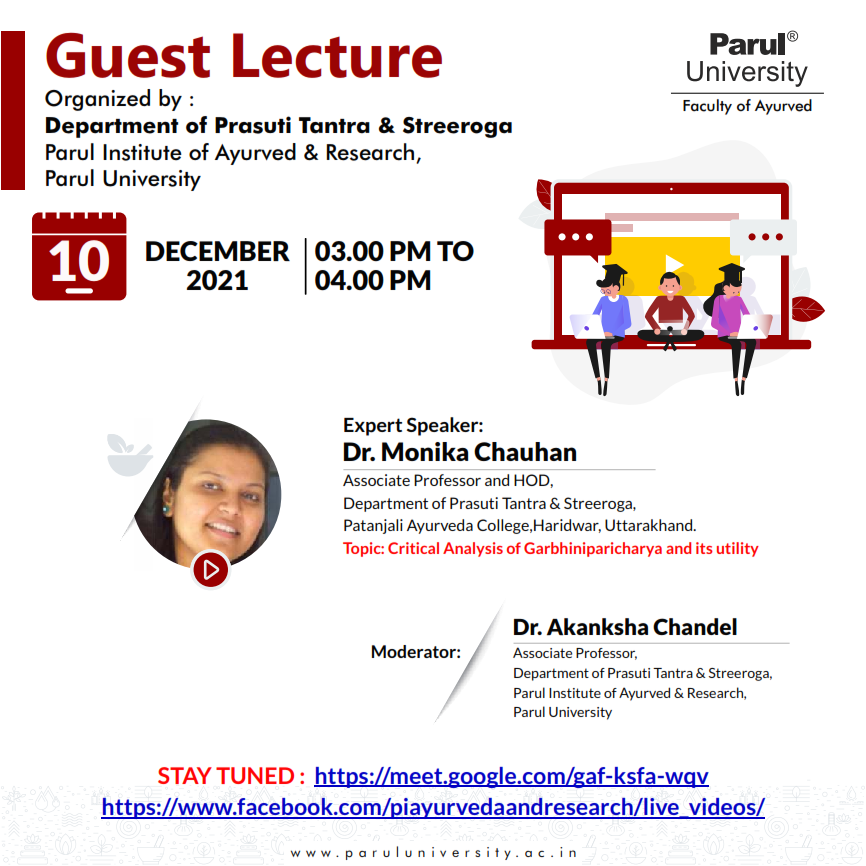 Guest Lecture
Organized by :
Department of Prasuti Tantra & Streeroga
Parul Institute of Ayurved & Research,
Parul University
Parul®
University
Faculty of Ayurved
10
DECEMBER
2021
03.00 PM TO
04.00 PM
Expert Speaker:
Dr. Monika Chauhan
Associate Professor and HOD,
Department of Prasuti Tantra & Streeroga,
Patanjali Ayurveda College,Haridwar, Uttarakhand.
Topic: Critical Analysis of Garbhiniparicharya and its utility
Moderator:
Dr. Akanksha Chandel
Associate Professor,
Department of Prasuti Tantra & Streeroga,
Parul Institute of Ayurved & Research,
Parul University
STAY TUNED : https://meet.google.com/gaf-ksfa-wqv
https://www.facebook.com/piayurvedaandresearch/live_videos/
www.paruluniversity.ac.in